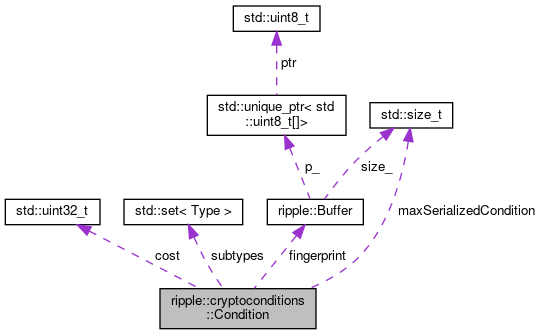 std::uint8_t
ptr
std::unique_ptr< std
::uint8_t[]>
std::size_t
p_
size_
std::uint32_t
std::set< Type >
ripple::Buffer
maxSerializedCondition
cost
subtypes
fingerprint
ripple::cryptoconditions
::Condition